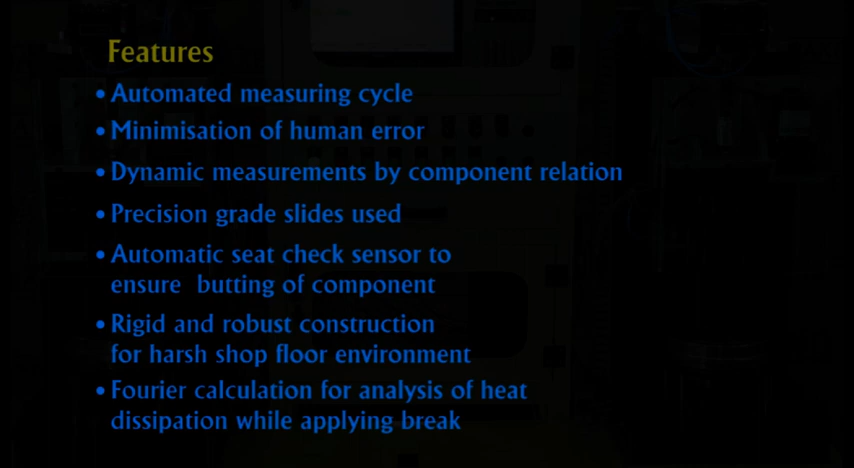 Features
• Automated measuring cycle
• Minimisation of human error
• Dynamic measurements by component relation
• Precision grade slides used
• Automatic seat check sensor to
ensure butting of component
• Rigid and robust construction
for harsh shop floor environment
• Fourier calculation for analysis of heat
dissipation while applying break